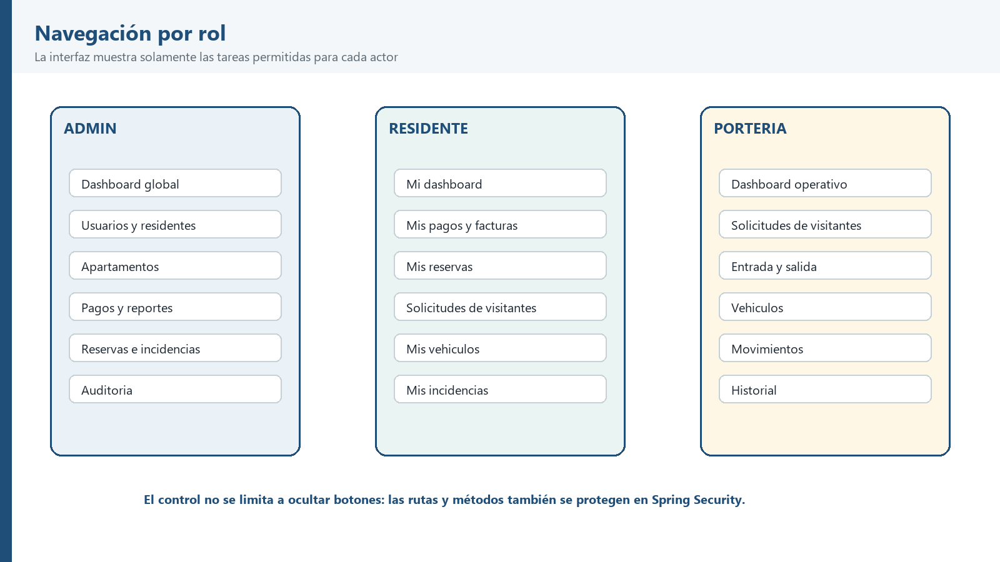 Navegación por rol
La interfaz muestra solamente las tareas permitidas para cada actor
ADMIN
Dashboard global
Usuarios y residentes
Apartamentos
Pagos y reportes
Reservas e incidencias
Auditoria
RESIDENTE
Mi dashboard
Mis pagos y facturas
Mis reservas
Solicitudes de visitantes
Mis vehiculos
Mis incidencias
PORTERIA
Dashboard operativo
Solicitudes de visitantes
Entrada y salida
Vehiculos
Movimientos
Historial
El control no se limita a ocultar botones: las rutas y métodos también se protegen en Spring Security.